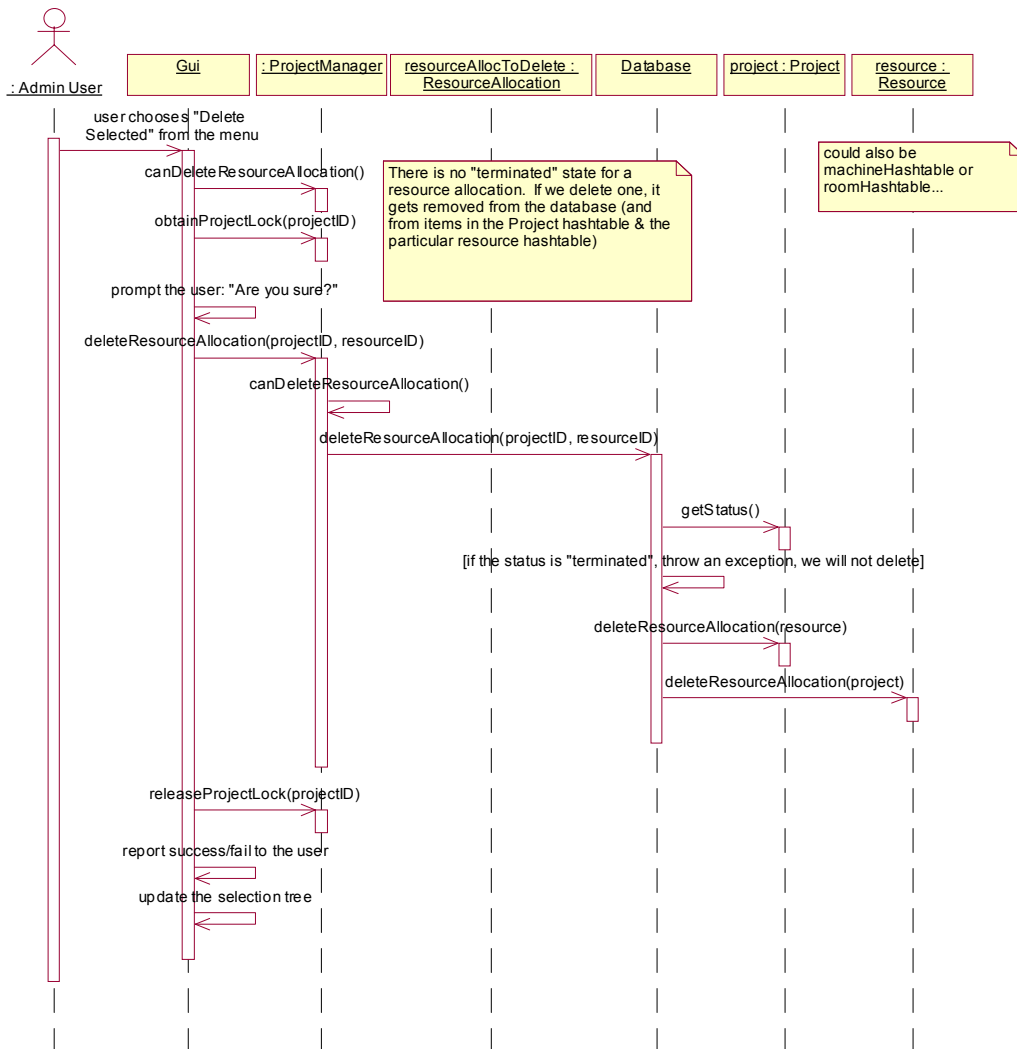 : Admin User
Gui
: ProjectManager
resourceAllocToDelete :
ResourceAllocation
Database
project : Project
resource :
Resource
user chooses "Delete
Selected" from the menu
could also be
machineHashtable or
roomHashtable...
canDeleteResourceAllocation()
There is no "terminated" state for a
resource allocation.  If we delete one, it
gets removed from the database (and
from items in the Project hashtable & the
particular resource hashtable)
obtainProjectLock(projectID)
prompt the user: "Are you sure?"
deleteResourceAllocation(projectID, resourceID)
canDeleteResourceAllocation()
deleteResourceAllocation(projectID, resourceID)
getStatus()
[if the status is "terminated", throw an exception, we will not delete]
deleteResourceAllocation(resource)
deleteResourceAllocation(project)
releaseProjectLock(projectID)
report success/fail to the user
update the selection tree